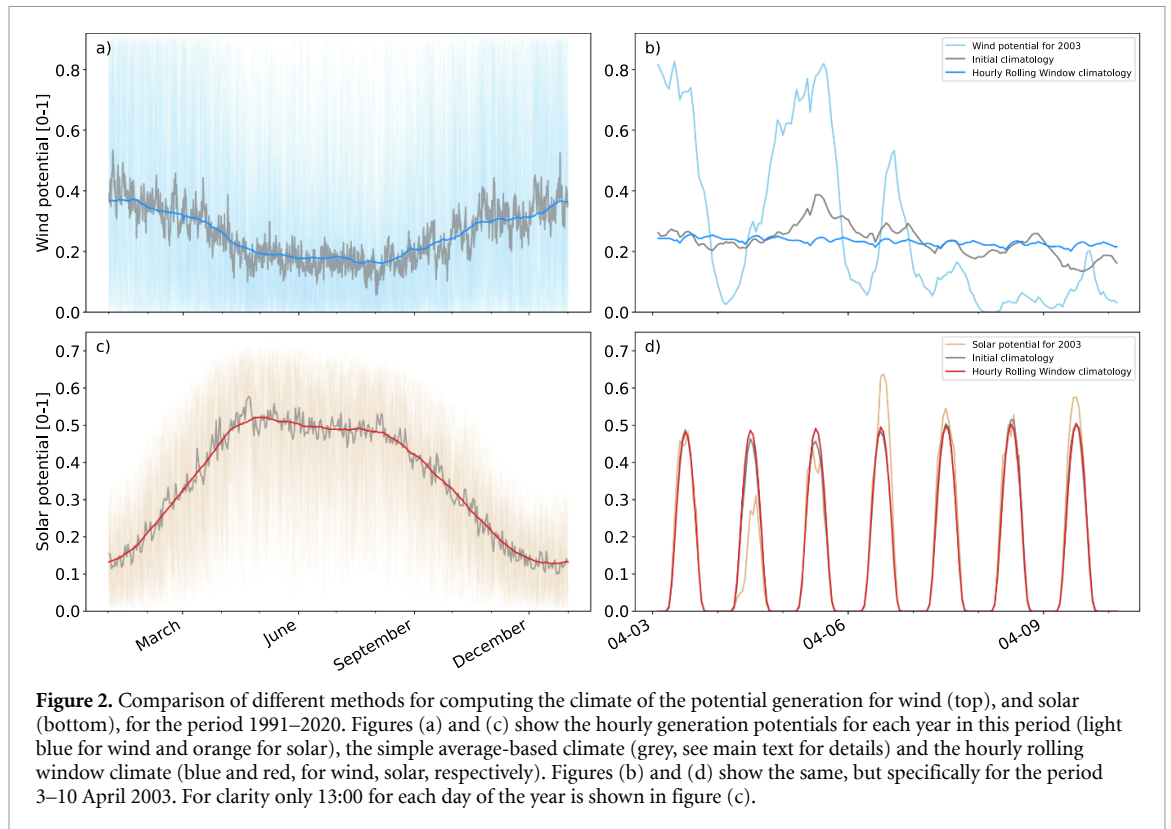 a)
0.8
0.6
0.4
0.2
0.0
Wind potential [0-1]
b)
Wind potential for 2003
Initial climatology
Hourly Rolling Window climatology
0.8
0.6
0.4
0.2
0.0
c)
0.7
0.6
0.5
0.4
0.3
0.2
0.1
0.0
Solar potential [0-1]
March
June
September
December
d)
Solar potential for 2003
Initial climatology
Hourly Rolling Window climatology
0.7
0.6
0.5
0.4
0.3
0.2
0.1
0.0
04-03
04-06
04-09
Figure 2. Comparison of different methods for computing the climate of the potential generation for wind (top), and solar
(bottom), for the period 1991–2020. Figures (a) and (c) show the hourly generation potentials for each year in this period (light
blue for wind and orange for solar), the simple average-based climate (grey, see main text for details) and the hourly rolling
window climate (blue and red, for wind, solar, respectively). Figures (b) and (d) show the same, but specifically for the period
3–10 April 2003. For clarity only 13:00 for each day of the year is shown in figure (c).